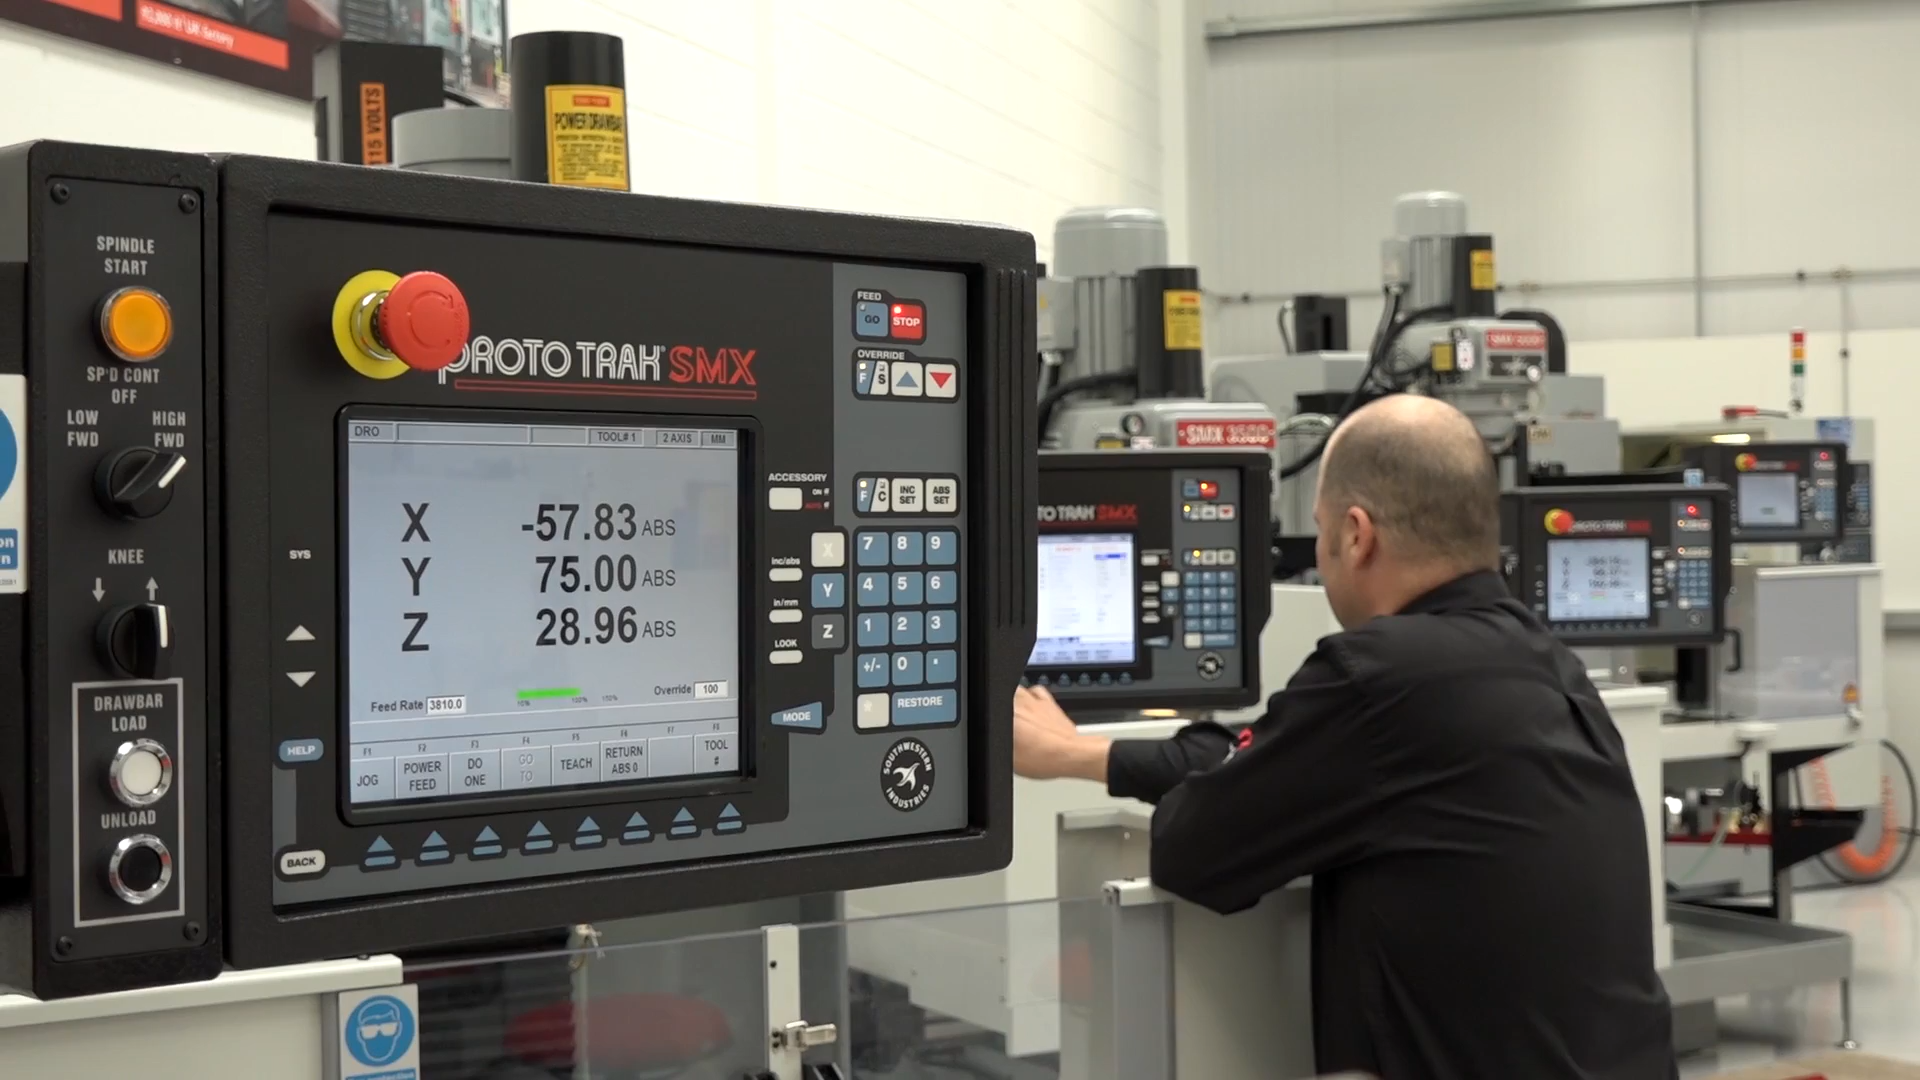 115 VOLTS
POWER DRAWBAR
SPINDLE
START
SP'D CONT
OFF
LOW
FWD
HIGH
FWD
KNEE
DRAWBAR
LOAD
UNLOAD
PROTO TRAK SMX
DRO
TOOL# 1
2 AXIS
MM
X -57.83 ABS
Y 75.00 ABS
Z 28.96 ABS
Feed Rate 3810.0
Override 100
F1
JOG
F2
POWER
FEED
F3
DO
ONE
F4
GO
TO
F5
TEACH
F6
RETURN
ABS 0
F7
F8
TOOL
#
SYS
HELP
BACK
FEED
GO
STOP
OVERRIDE
F/S
ACCESSORY
ON
F/C
INC
SET
ABS
SET
inc/abs
in/mm
LOOK
X
Y
Z
7 8 9
4 5 6
1 2 3
+/- 0 .
RESTORE
MODE
SOUTHWESTERN
INDUSTRIES
SMX 3500
TO TRAK SMX